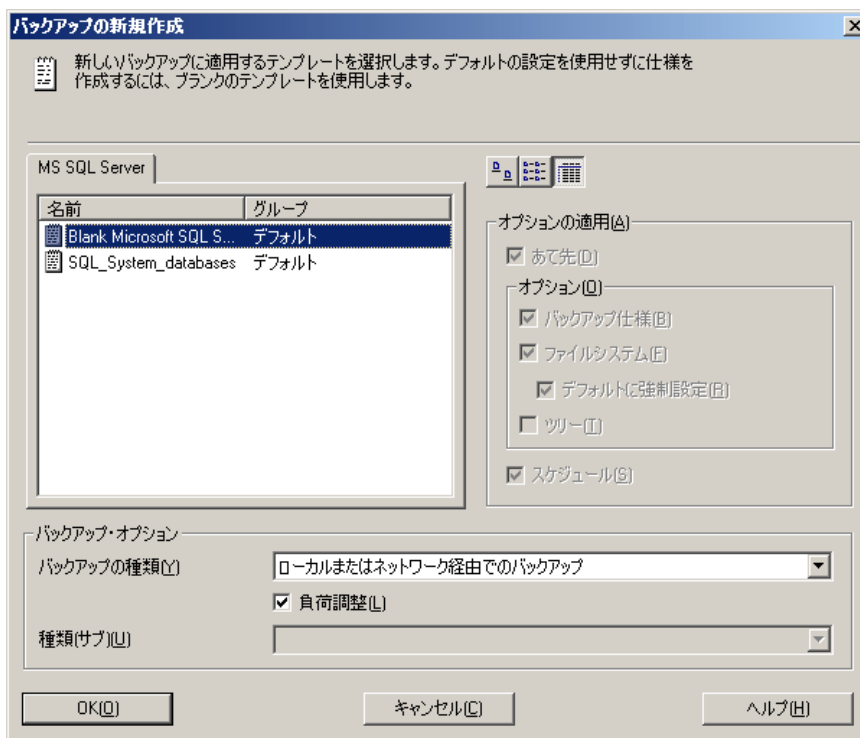 バックアップの新規作成
新しいバックアップに適用するテンプレートを選択します。デフォルトの設定を使用せずに仕様を
作成するには、ブランクのテンプレートを使用します。
MS SQL Server
名前 グループ
Blank Microsoft SQL S... デフォルト
SQL_System_databases デフォルト
オプションの適用(A)
あて先(D)
オプション(O)
バックアップ仕様(B)
ファイルシステム(F)
デフォルトに強制設定(R)
ツリー(T)
スケジュール(S)
バックアップ・オプション
バックアップの種類(Y) ローカルまたはネットワーク経由でのバックアップ
負荷調整(L)
種類(サブ)(U)
OK(O) キャンセル(C) ヘルプ(H)